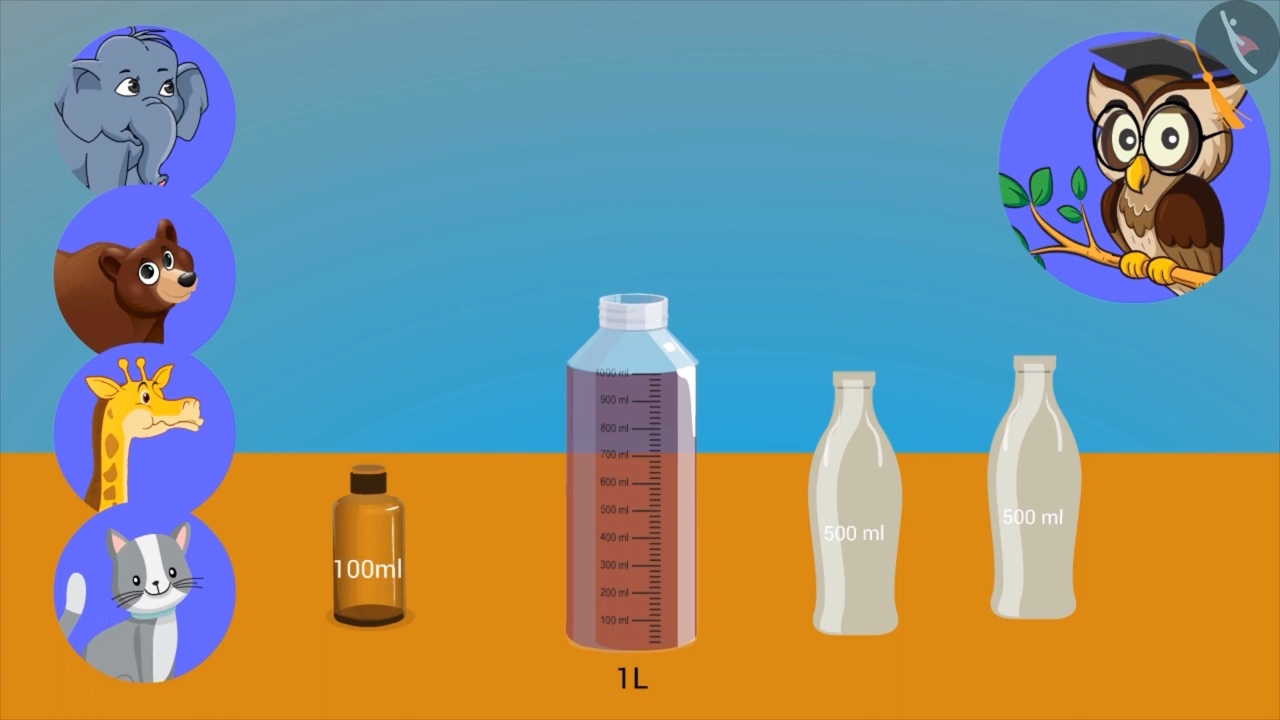 100ml
1000 ml
900 ml
800 ml
700 ml
600 ml
500 ml
400 ml
300 ml
200 ml
100 ml
1L
500 ml
500 ml